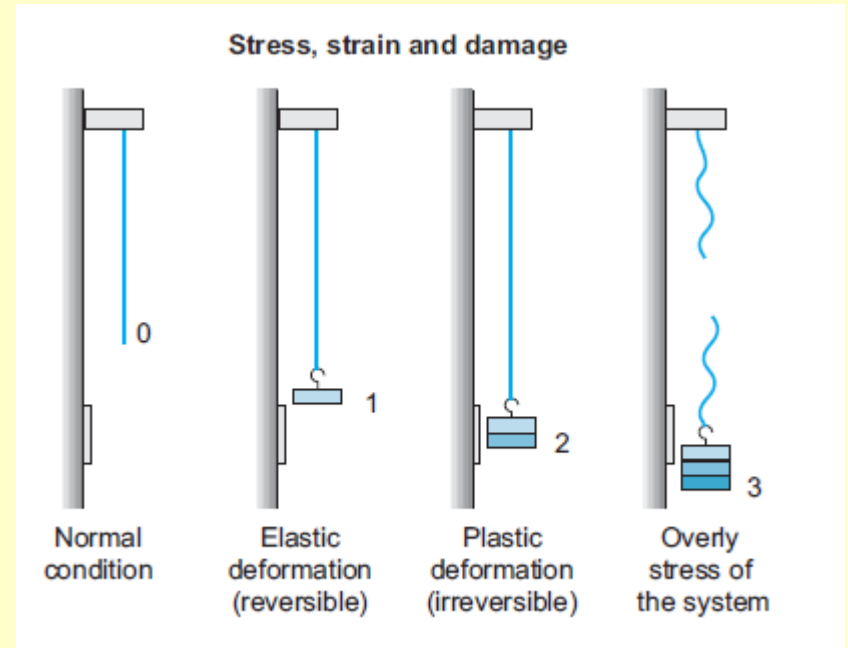 Stress, strain and damage
0
1
2
3
Normal
condition
Elastic
deformation
(reversible)
Plastic
deformation
(irreversible)
Overly
stress of
the system